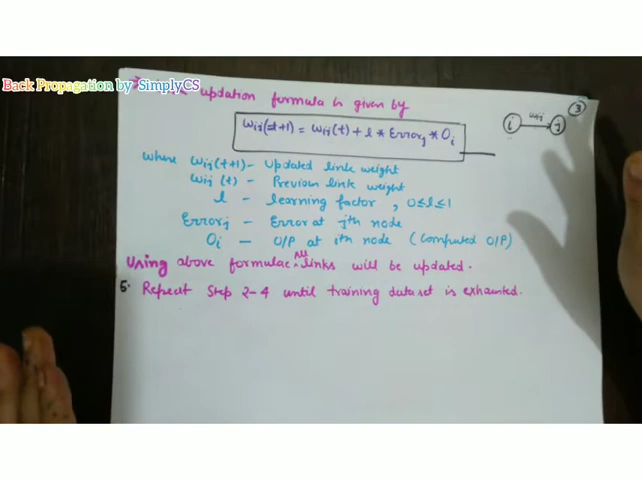 Back Propagation by SimplyCS
updation formula is given by
③
Wij(t+1) = Wij(t) + l * Errorj * Oi
i Wij j
where Wij(t+1) - Updated link weight
Wij(t) - Previous link weight
l - learning factor, 0≤l≤1
Errorj - Error at jth node
Oi - O/P at ith node (Computed O/P)
Using above formulae All links will be updated.
5. Repeat Step 2-4 until training dataset is exhausted.